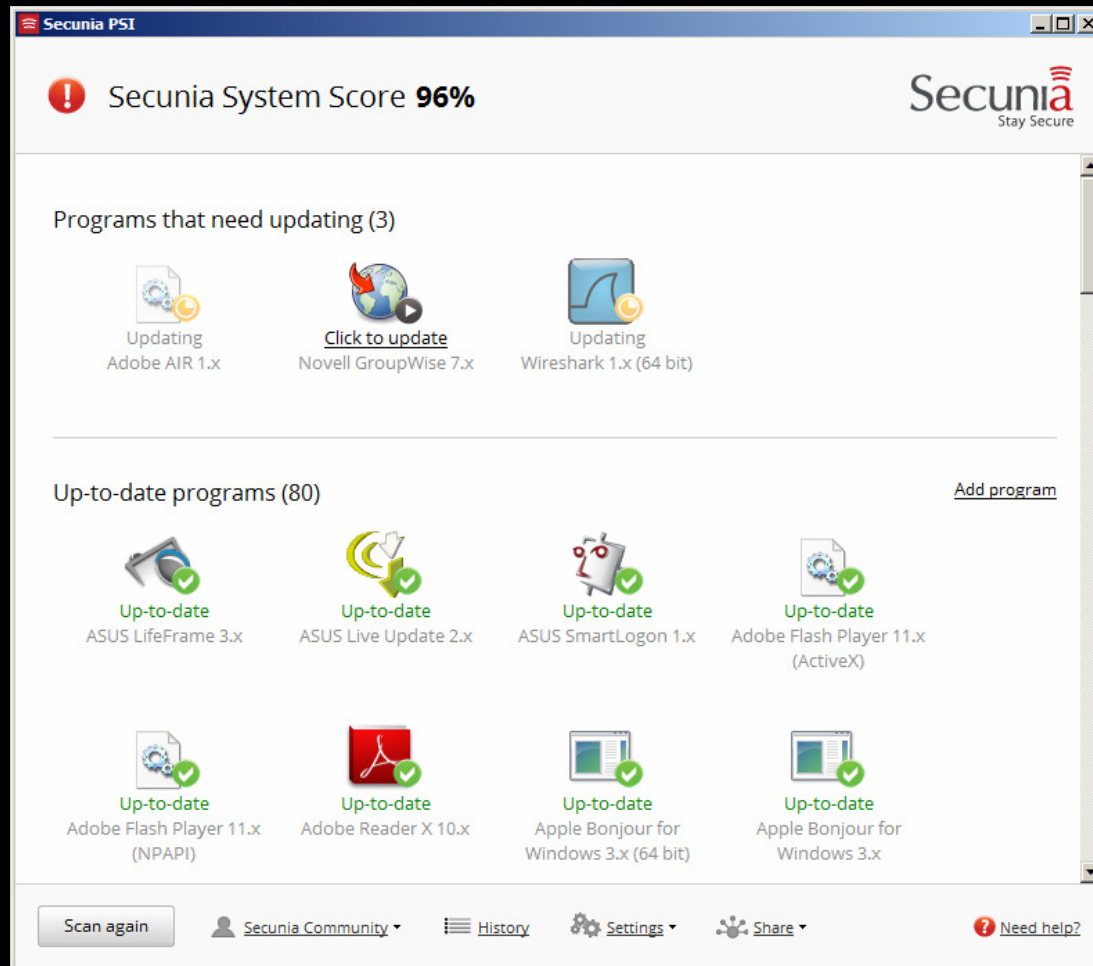 Secunia PSI
Secunia System Score 96%
Secunia
Stay Secure
Programs that need updating (3)
Updating
Adobe AIR 1.x
Click to update
Novell GroupWise 7.x
Updating
Wireshark 1.x (64 bit)
Up-to-date programs (80)
Add program
Up-to-date
ASUS LifeFrame 3.x
Up-to-date
ASUS Live Update 2.x
Up-to-date
ASUS SmartLogon 1.x
Up-to-date
Adobe Flash Player 11.x
(ActiveX)
Up-to-date
Adobe Flash Player 11.x
(NPAPI)
Up-to-date
Adobe Reader X 10.x
Up-to-date
Apple Bonjour for
Windows 3.x (64 bit)
Up-to-date
Apple Bonjour for
Windows 3.x
Scan again
Secunia Community
History
Settings
Share
Need help?